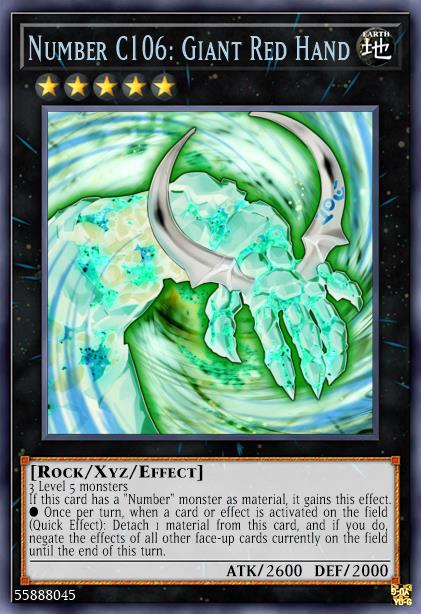 Number C106: Giant Red Hand
EARTH
地
106
[Rock/Xyz/Effect]
3 Level 5 monsters
If this card has a "Number" monster as material, it gains this effect.
● Once per turn, when a card or effect is activated on the field
(Quick Effect): Detach 1 material from this card, and if you do,
negate the effects of all other face-up cards currently on the field
until the end of this turn.
ATK/2600 DEF/2000
55888045